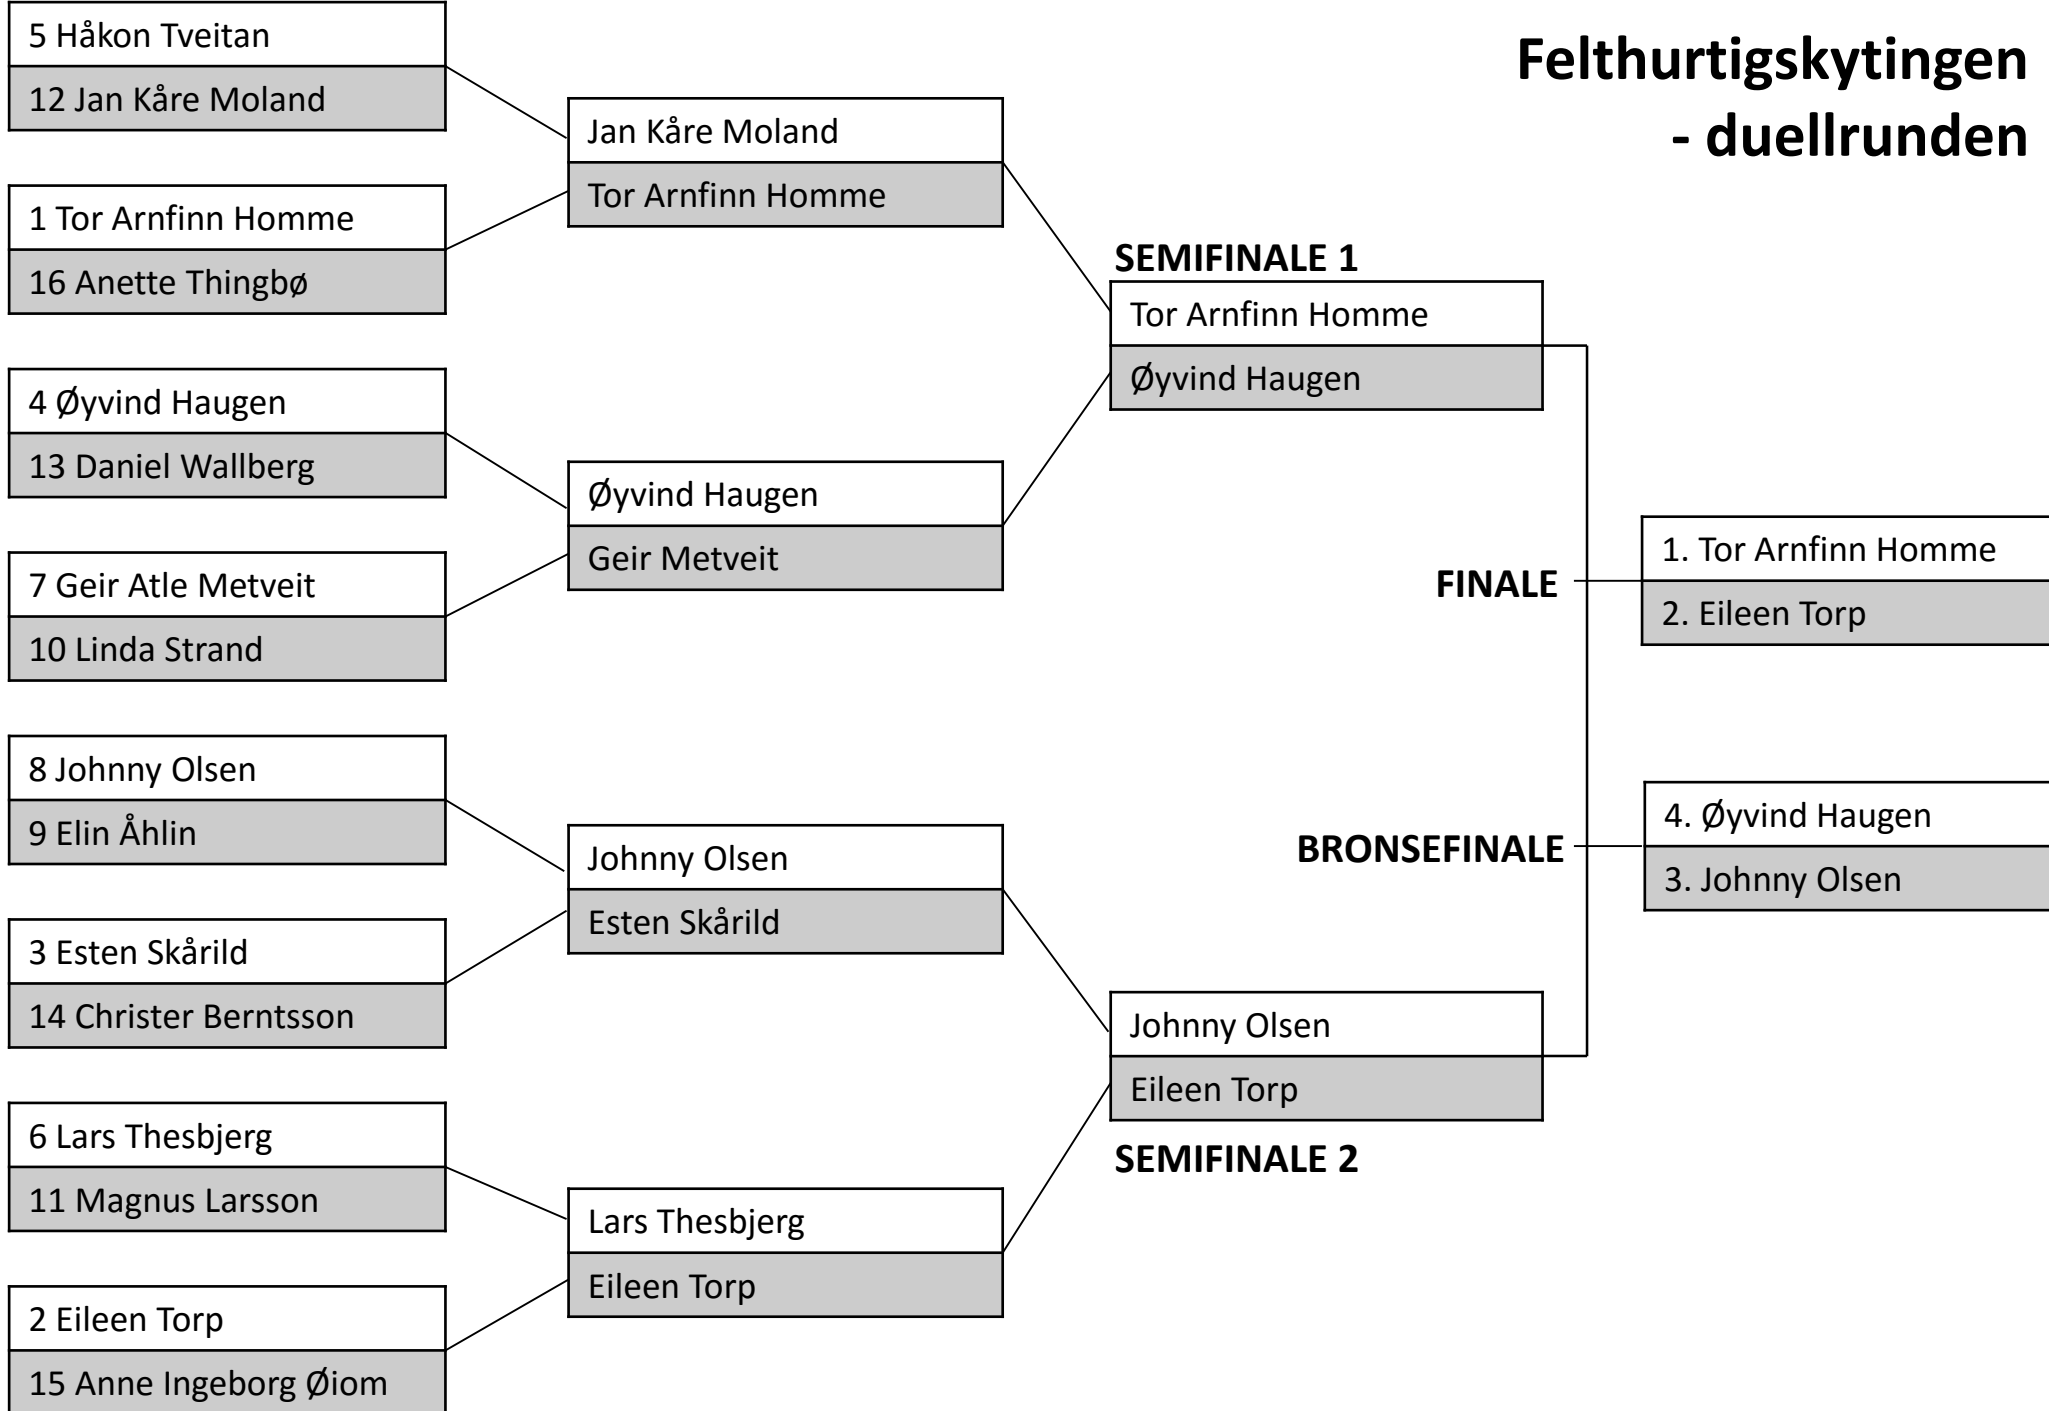 Felthurtigskytingen
- duellrunden
5 Håkon Tveitan
12 Jan Kåre Moland
1 Tor Arnfinn Homme
16 Anette Thingbø
4 Øyvind Haugen
13 Daniel Wallberg
7 Geir Atle Metveit
10 Linda Strand
8 Johnny Olsen
9 Elin Åhlin
3 Esten Skårild
14 Christer Berntsson
6 Lars Thesbjerg
11 Magnus Larsson
2 Eileen Torp
15 Anne Ingeborg Øiom
Jan Kåre Moland
Tor Arnfinn Homme
Øyvind Haugen
Geir Metveit
Johnny Olsen
Esten Skårild
Lars Thesbjerg
Eileen Torp
SEMIFINALE 1
Tor Arnfinn Homme
Øyvind Haugen
Johnny Olsen
Eileen Torp
SEMIFINALE 2
FINALE
1. Tor Arnfinn Homme
2. Eileen Torp
BRONSEFINALE
4. Øyvind Haugen
3. Johnny Olsen